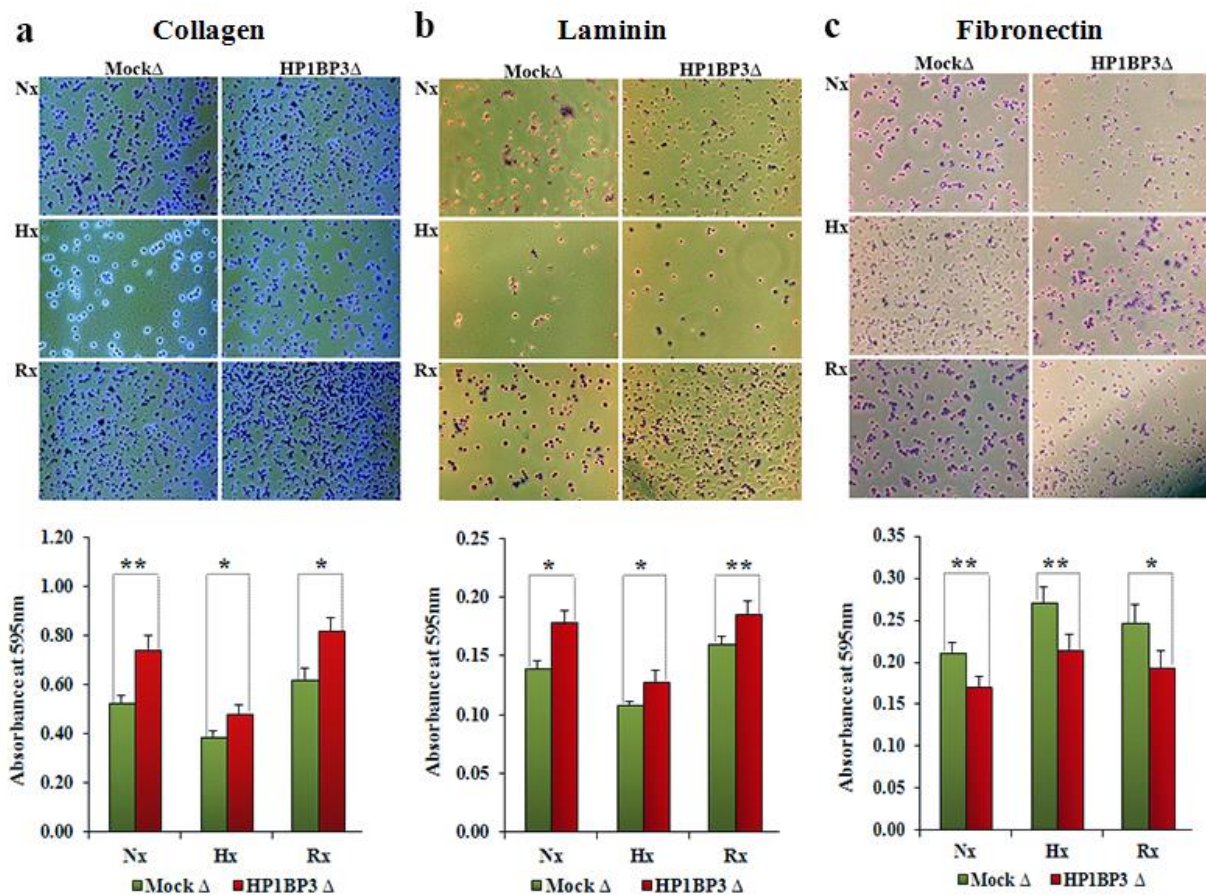 a Collagen
MockΔ HP1BP3Δ
Nx
Hx
Rx
1.20
1.00
0.80
0.60
0.40
0.20
0.00
Absorbance at 595nm
** * *
Nx Hx Rx
Mock Δ HP1BP3 Δ
b Laminin
MockΔ HP1BP3Δ
Nx
Hx
Rx
0.25
0.20
0.15
0.10
0.05
0.00
Absorbance at 595nm
* * **
Nx Hx Rx
Mock Δ HP1BP3 Δ
c Fibronectin
MockΔ HP1BP3Δ
Nx
Hx
Rx
0.35
0.30
0.25
0.20
0.15
0.10
0.05
0.00
Absorbance at 595nm
** ** *
Nx Hx Rx
Mock Δ HP1BP3 Δ